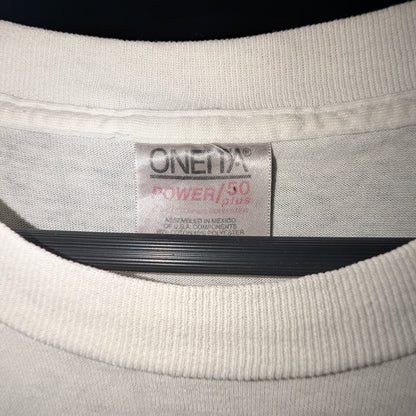 ONEITA®
POWER/50
plus
ASSEMBLED IN MEXICO
OF U.S.A. COMPONENTS
POLYESTER